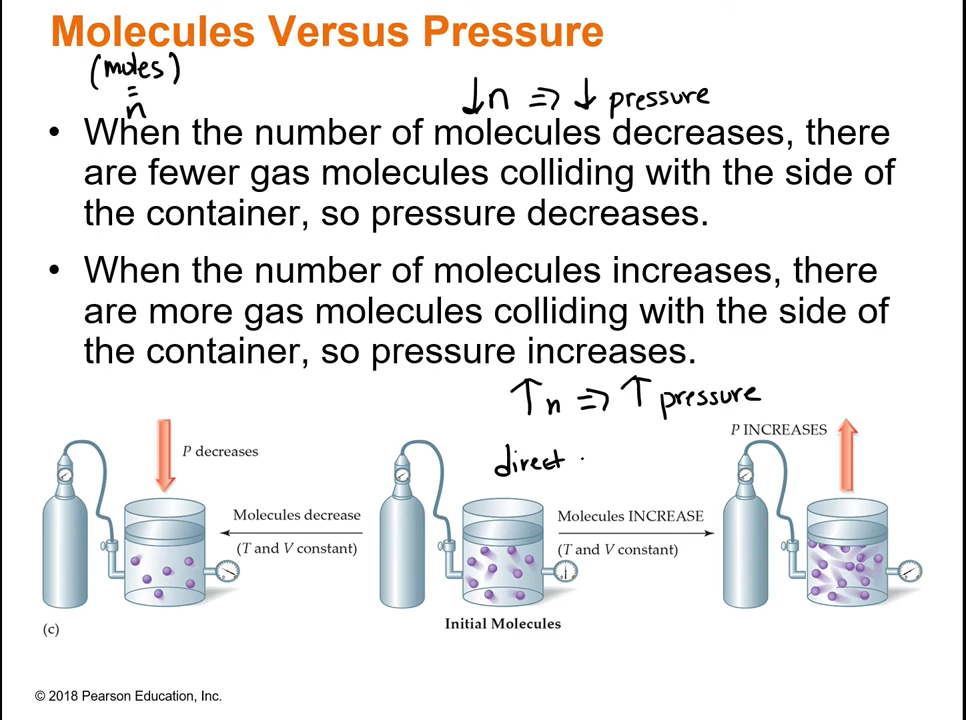 Molecules Versus Pressure
(moles)
=
n
↓n ⇒ ↓ pressure
• When the number of molecules decreases, there
are fewer gas molecules colliding with the side of
the container, so pressure decreases.
• When the number of molecules increases, there
are more gas molecules colliding with the side of
the container, so pressure increases.
↑n ⇒ ↑ pressure
P decreases
direct
P INCREASES
Molecules decrease
(T and V constant)
Molecules INCREASE
(T and V constant)
Initial Molecules
(c)
© 2018 Pearson Education, Inc.